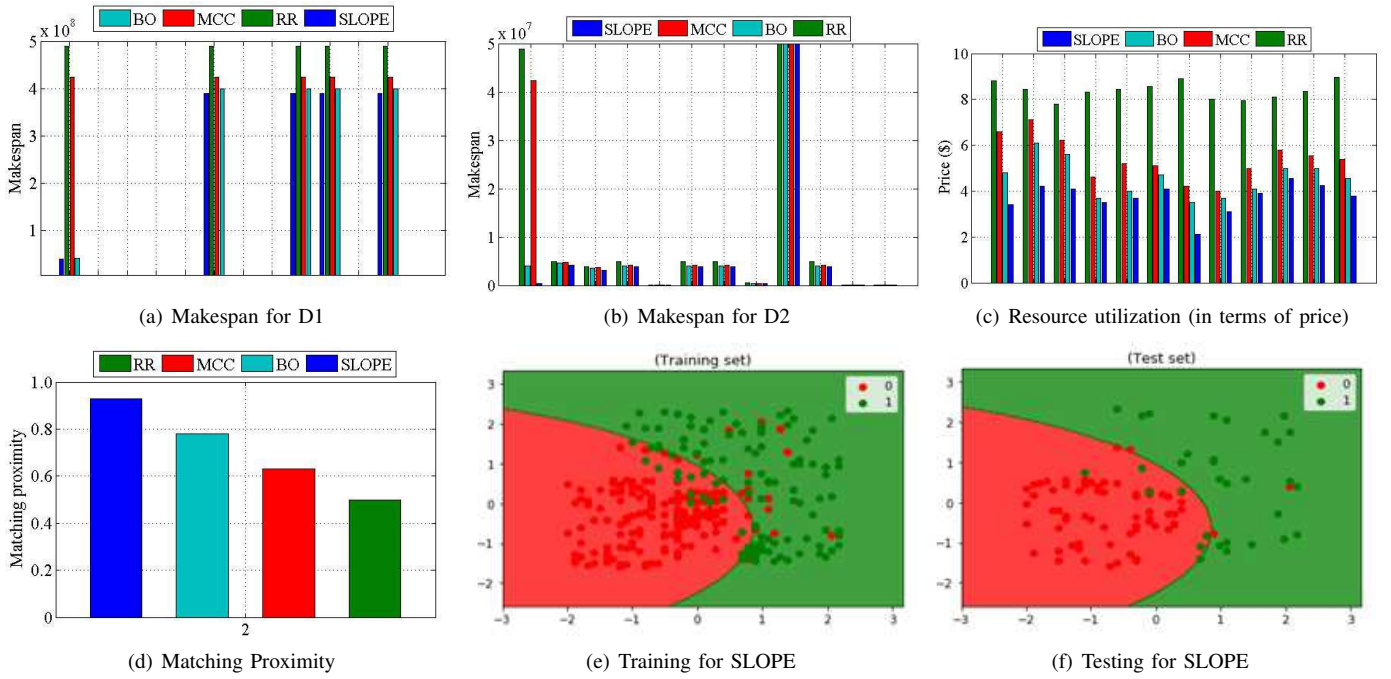 BO MCC RR SLOPE
x 10^8
5
4
3
2
1
Makespan
(a) Makespan for D1
SLOPE MCC BO RR
x 10^7
5
4
3
2
1
0
Makespan
(b) Makespan for D2
SLOPE BO MCC RR
10
8
6
4
2
0
Price ($)
(c) Resource utilization (in terms of price)
RR MCC BO SLOPE
1.0
0.8
0.6
0.4
0.2
0
Matching proximity
2
(d) Matching Proximity
(Training set)
0
1
3
2
1
0
−1
−2
−3 −2 −1 0 1 2 3
(e) Training for SLOPE
(Test set)
0
1
3
2
1
0
−1
−2
−3 −2 −1 0 1 2 3
(f) Testing for SLOPE